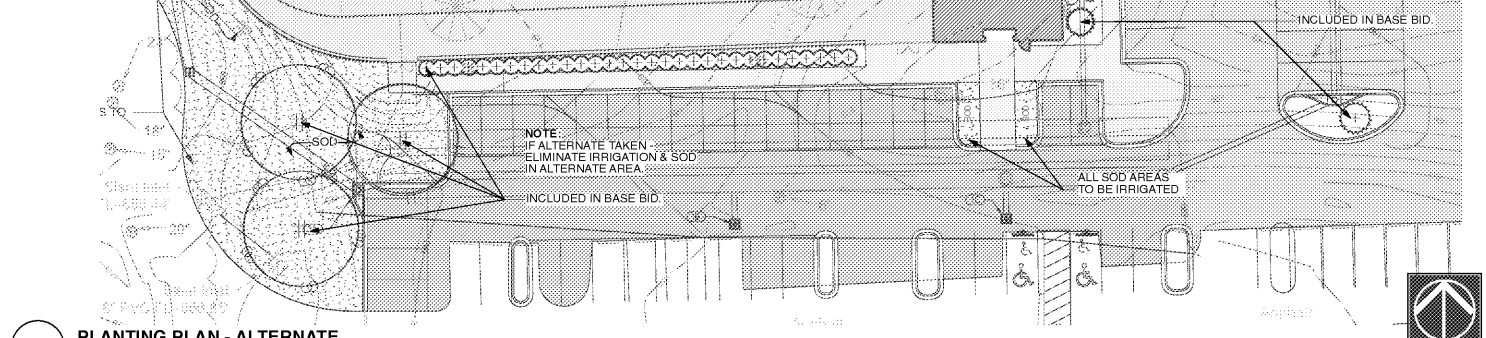 INCLUDED IN BASE BID.
NOTE:
IF ALTERNATE TAKEN -
ELIMINATE IRRIGATION & SOD
IN ALTERNATE AREA.
SOD
18"
15"
20"
ALL SOD AREAS
TO BE IRRIGATED
INCLUDED IN BASE BID.
PLANTING PLAN - ALTERNATE